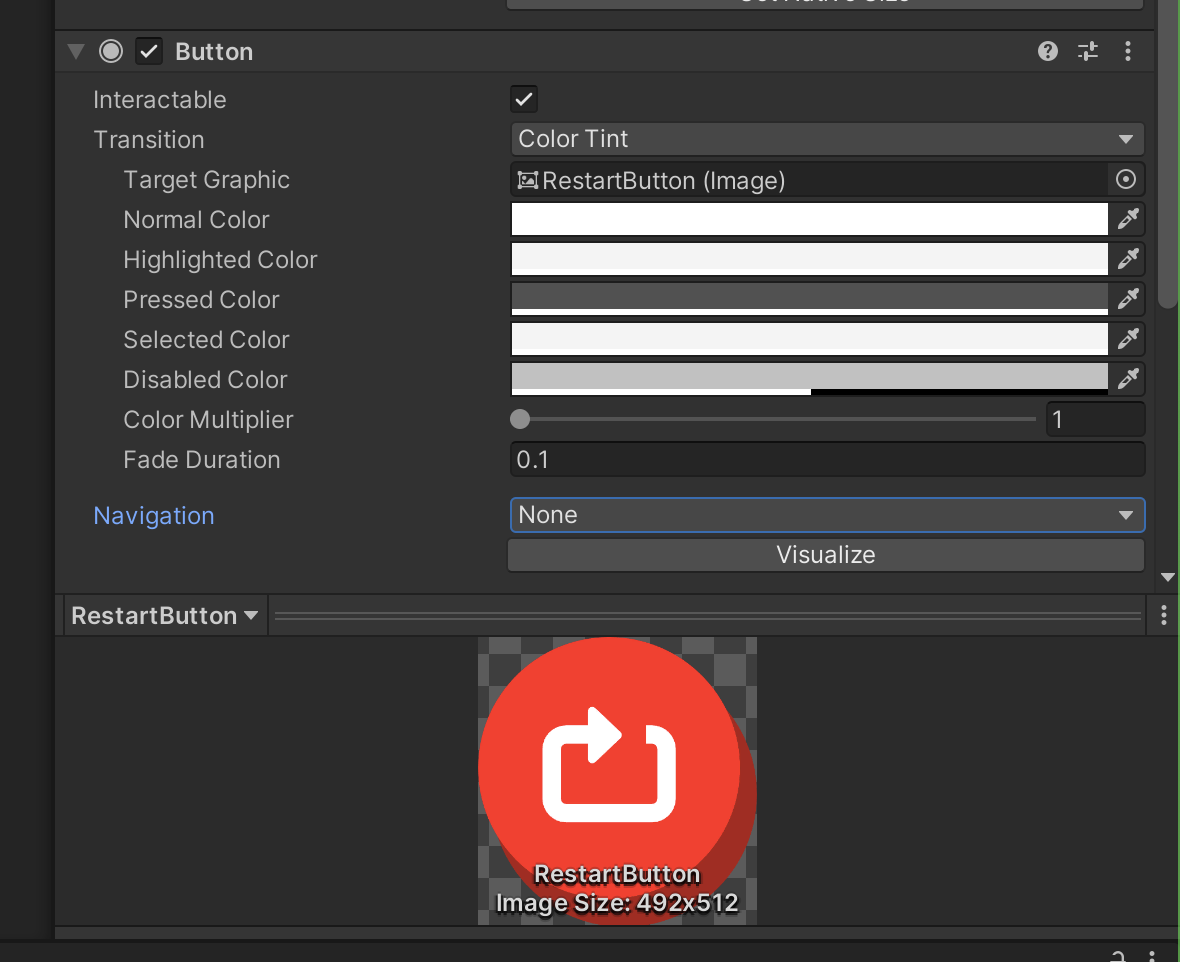 Button
Interactable
Transition
Color Tint
Target Graphic
RestartButton (Image)
Normal Color
Highlighted Color
Pressed Color
Selected Color
Disabled Color
Color Multiplier
1
Fade Duration
0.1
Navigation
None
Visualize
RestartButton
RestartButton
Image Size: 492x512